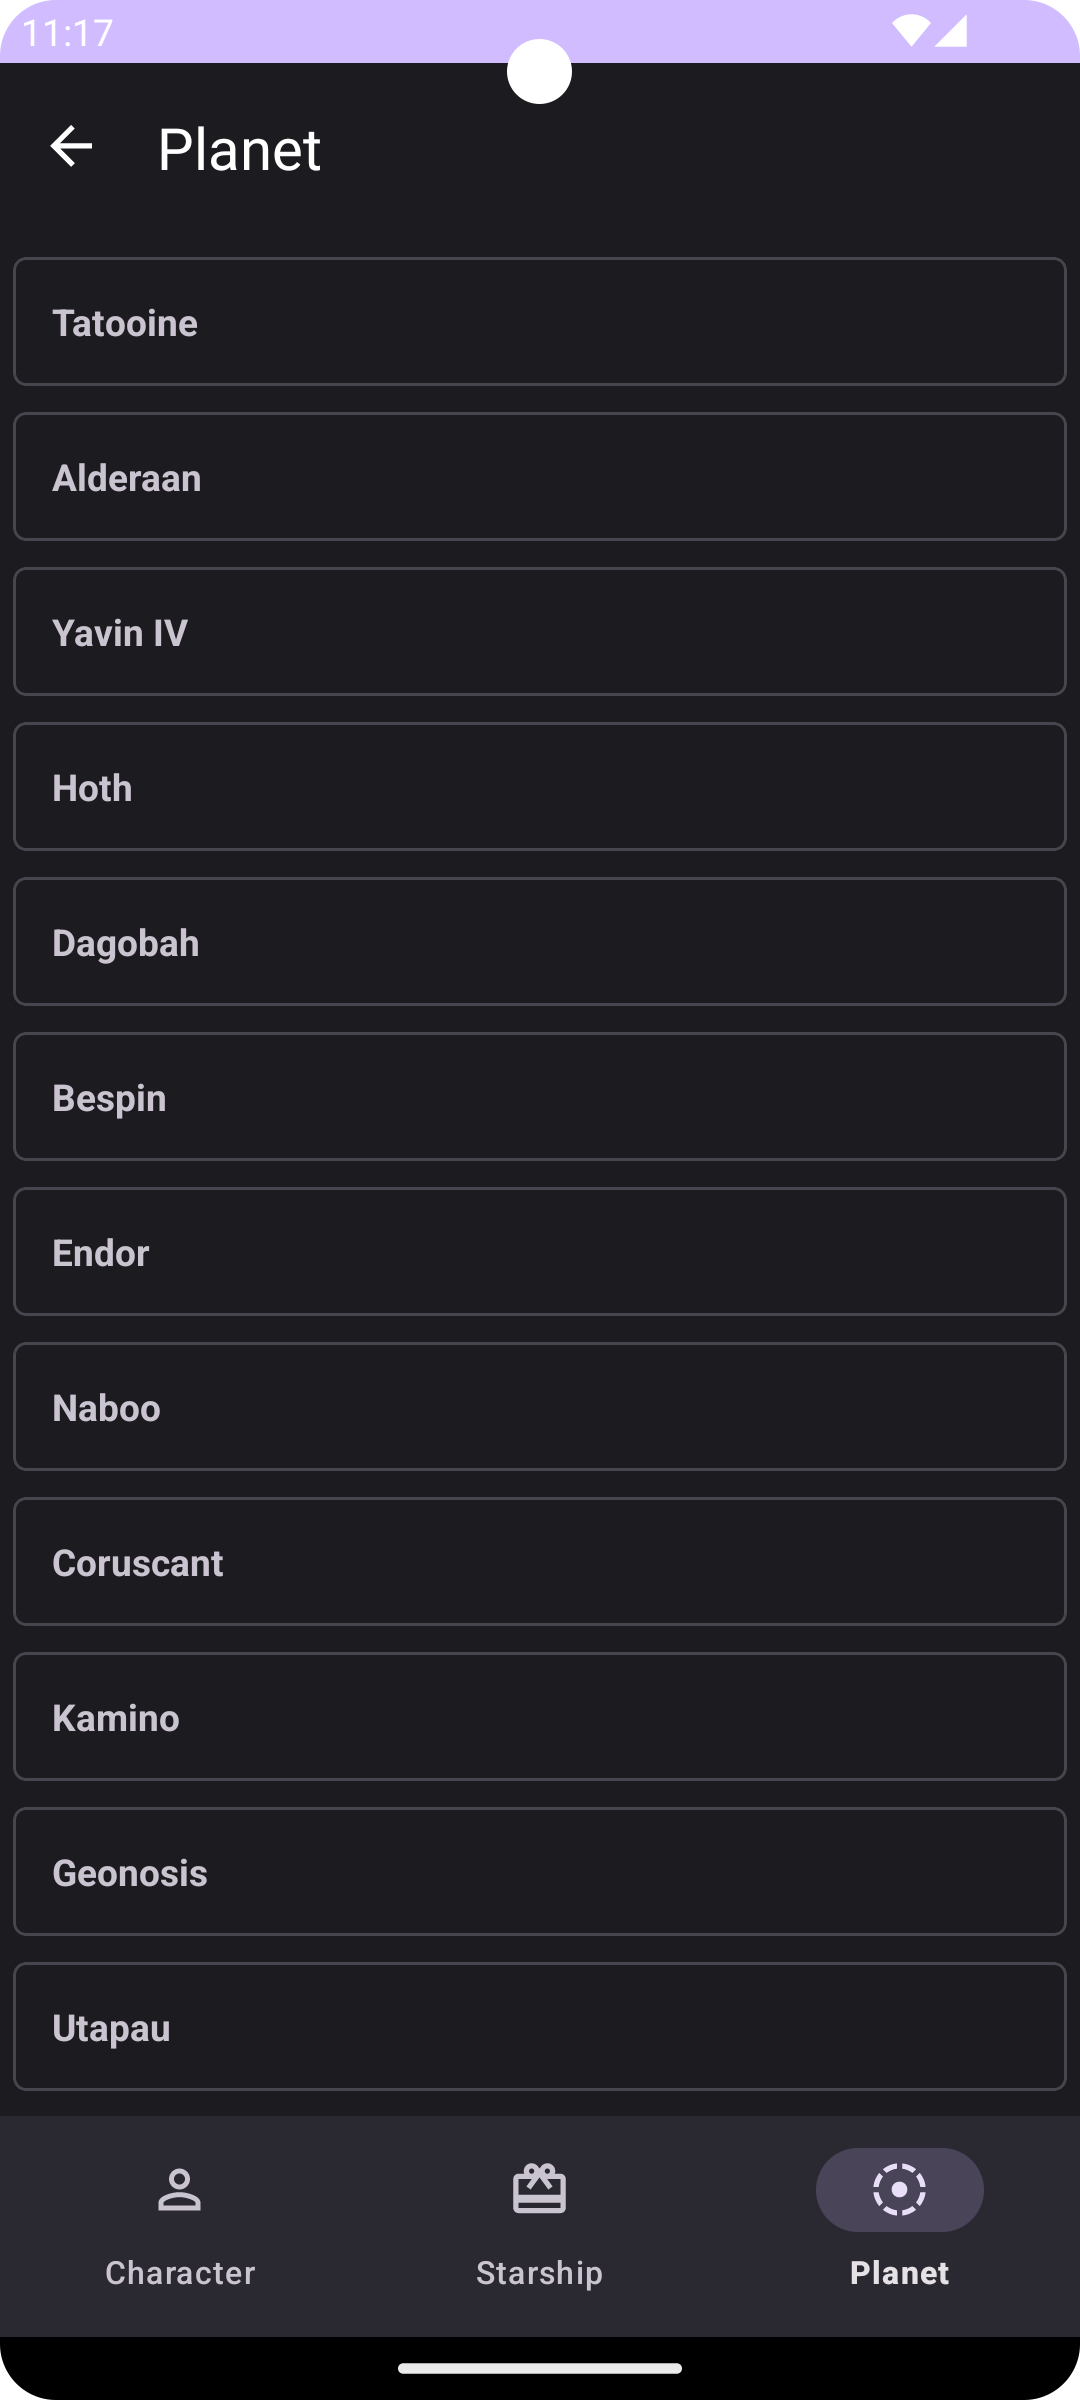 11:17
Planet
Tatooine
Alderaan
Yavin IV
Hoth
Dagobah
Bespin
Endor
Naboo
Coruscant
Kamino
Geonosis
Utapau
Character
Starship
Planet